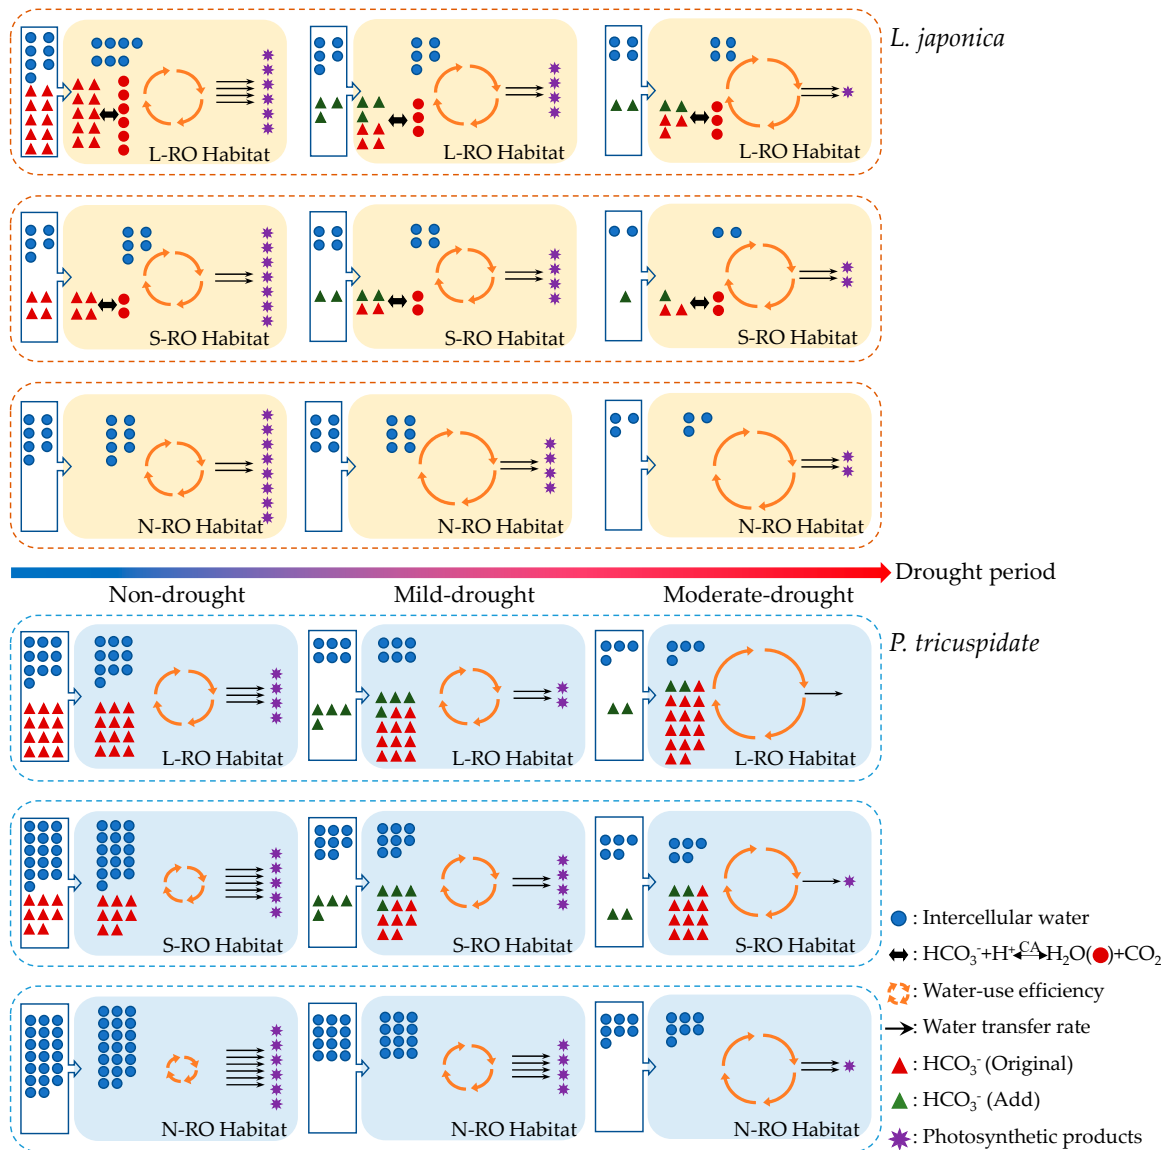 L. japonica
L-RO Habitat
L-RO Habitat
L-RO Habitat
S-RO Habitat
S-RO Habitat
S-RO Habitat
N-RO Habitat
N-RO Habitat
N-RO Habitat
Drought period
Non-drought
Mild-drought
Moderate-drought
P. tricuspidate
L-RO Habitat
L-RO Habitat
L-RO Habitat
S-RO Habitat
S-RO Habitat
S-RO Habitat
N-RO Habitat
N-RO Habitat
N-RO Habitat
: Intercellular water
: HCO₃⁻+H⁺ CA H₂O( )+CO₂
: Water-use efficiency
: Water transfer rate
: HCO₃⁻ (Original)
: HCO₃⁻ (Add)
: Photosynthetic products